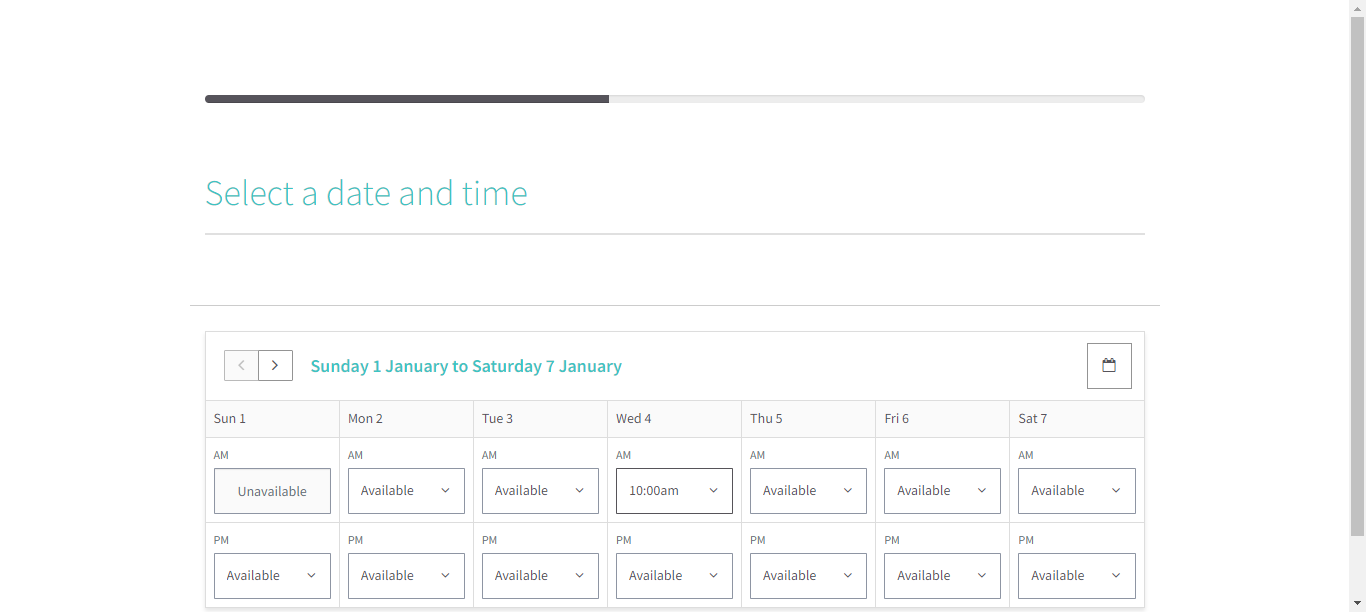 Select a date and time
Sunday 1 January to Saturday 7 January
Sun 1 Mon 2 Tue 3 Wed 4 Thu 5 Fri 6 Sat 7
AM AM AM AM AM AM AM
Unavailable Available Available 10:00am Available Available Available
PM PM PM PM PM PM PM
Available Available Available Available Available Available Available